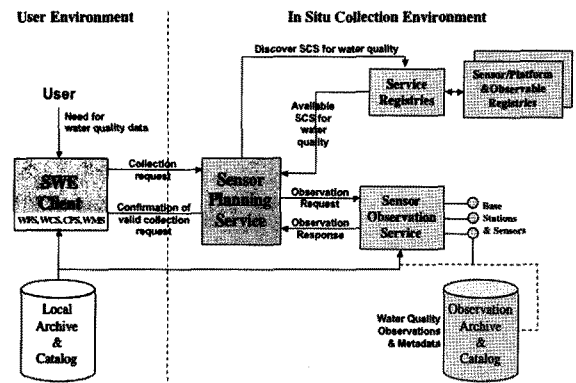 User Environment
In Situ Collection Environment
Discover SCS for water quality
User
Need for
water quality data
Service
Registries
Sensor/Platform
&Observable
Registries
Available
SCS for
water
quality
SWE
Client
WFS, WCS, CPS, WMS
Collection
request
Confirmation of
valid collection
request
Sensor
Planning
Service
Observation
Request
Observation
Response
Sensor
Observation
Service
Base
Stations
& Sensors
Local
Archive
&
Catalog
Water Quality
Observations
& Metadata
Observation
Archive
&
Catalog